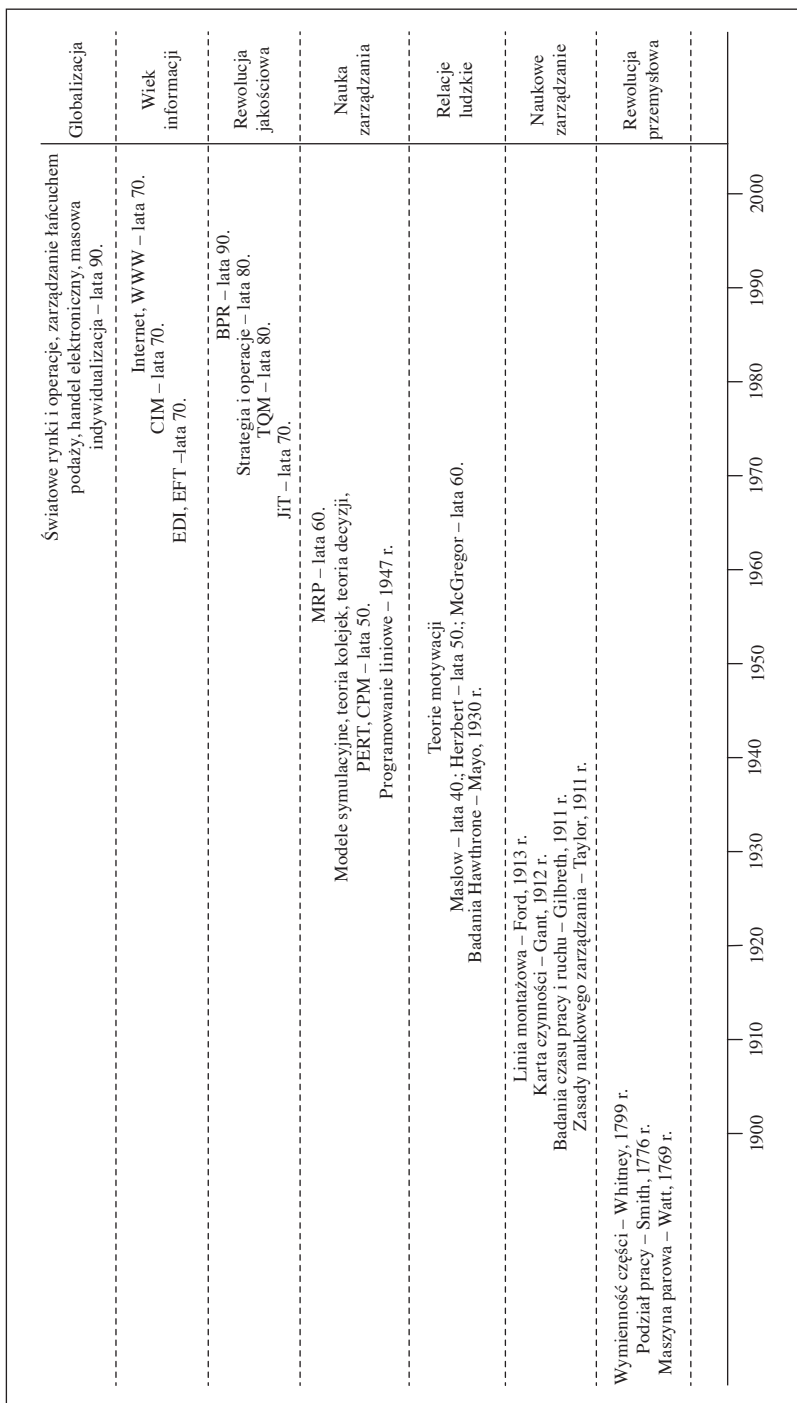 Globalizacja
Światowe rynki i operacje, zarządzanie łańcuchem
podaży, handel elektroniczny, masowa
indywidualizacja – lata 90.
Wiek
informacji
Internet, WWW – lata 70.
CIM – lata 70.
EDI, EFT –lata 70.
Rewolucja
jakościowa
BPR – lata 90.
Strategia i operacje – lata 80.
TQM – lata 80.
JiT – lata 70.
Nauka
zarządzania
MRP – lata 60.
Modele symulacyjne, teoria kolejek, teoria decyzji,
PERT, CPM – lata 50.
Programowanie liniowe – 1947 r.
Relacje
ludzkie
Teorie motywacji
Maslow – lata 40.; Herzbert – lata 50.; McGregor – lata 60.
Badania Hawthrone – Mayo, 1930 r.
Naukowe
zarządzanie
Linia montażowa – Ford, 1913 r.
Karta czynności – Gant, 1912 r.
Badania czasu pracy i ruchu – Gilbreth, 1911 r.
Zasady naukowego zarządzania – Taylor, 1911 r.
Rewolucja
przemysłowa
Wymienność części – Whitney, 1799 r.
Podział pracy – Smith, 1776 r.
Maszyna parowa – Watt, 1769 r.
1900 1910 1920 1930 1940 1950 1960 1970 1980 1990 2000